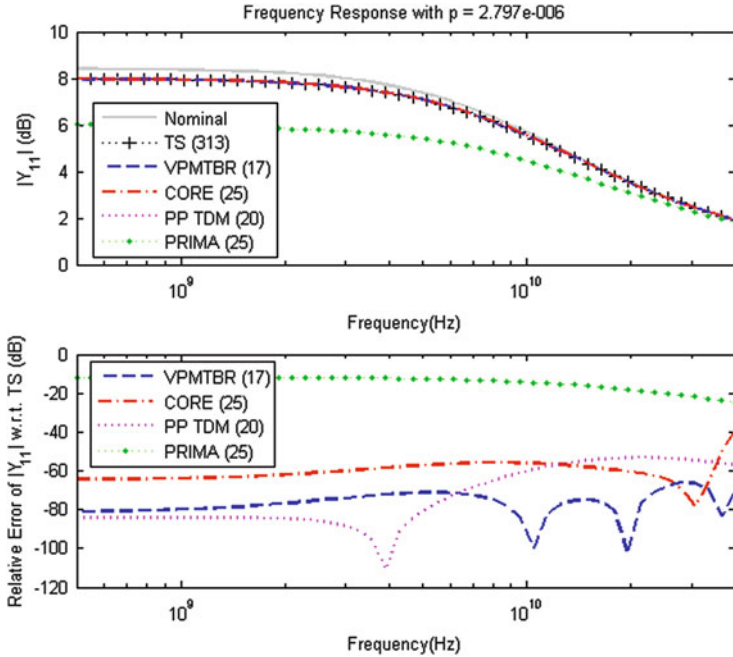 Frequency Response with p = 2.797e-006
|Y11| (dB)
10
8
6
4
2
0
Nominal
TS (313)
VPMTBR (17)
CORE (25)
PP TDM (20)
PRIMA (25)
10^9
10^10
Frequency(Hz)
Relative Error of |Y11| w.r.t. TS (dB)
0
-20
-40
-60
-80
-100
-120
VPMTBR (17)
CORE (25)
PP TDM (20)
PRIMA (25)
10^9
10^10
Frequency(Hz)